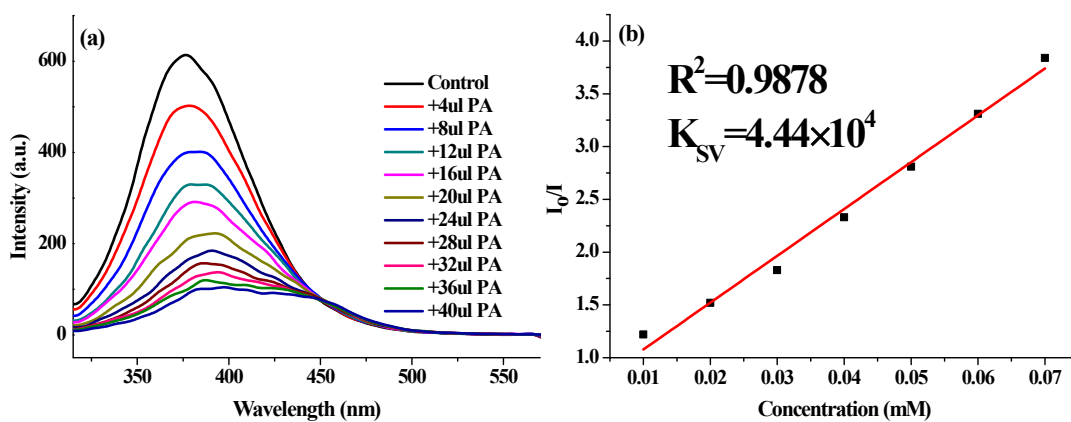 (a)
600
400
200
0
Intensity (a.u.)
350
400
450
500
Wavelength (nm)
Control
+4ul PA
+8ul PA
+12ul PA
+16ul PA
+20ul PA
+24ul PA
+28ul PA
+32ul PA
+36ul PA
+40ul PA
(b)
R²=0.9878
K_SV=4.44×10⁴
4.0
3.5
3.0
2.5
2.0
1.5
1.0
I₀/I
0.01
0.02
0.03
0.04
0.05
0.06
0.07
Concentration (mM)